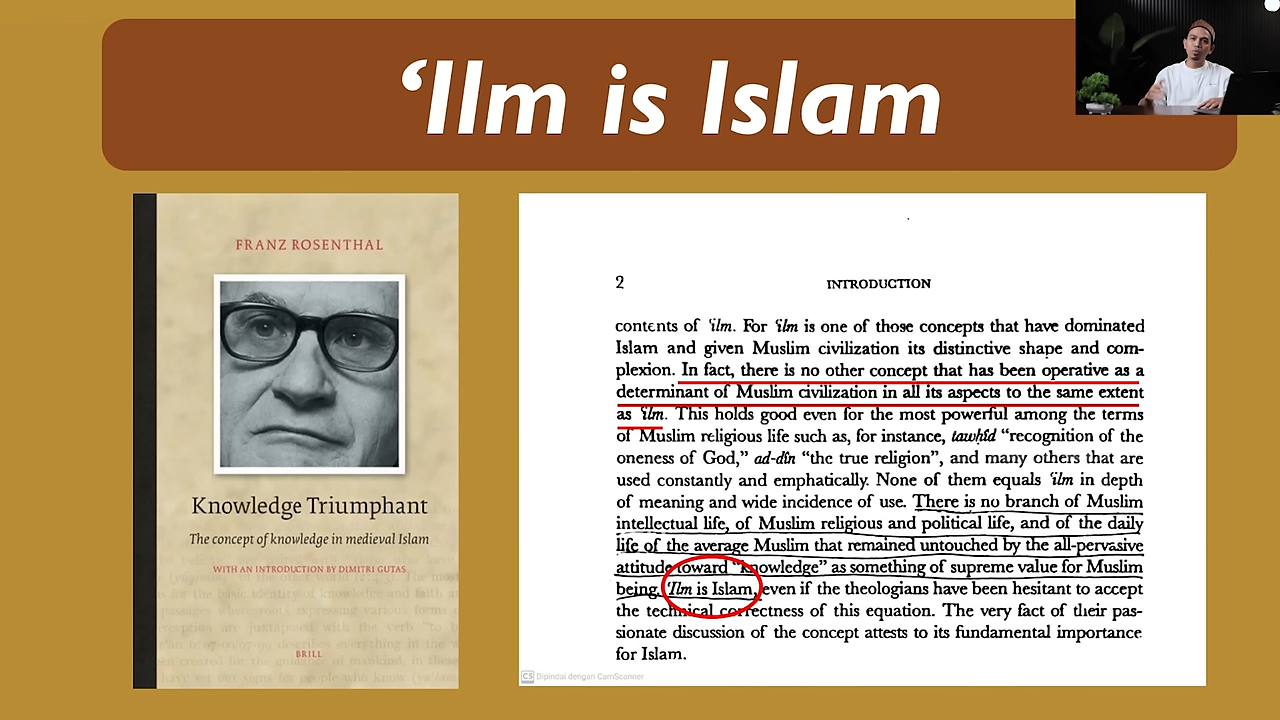 ‘Ilm is Islam
FRANZ ROSENTHAL
Knowledge Triumphant
The concept of knowledge in medieval Islam
WITH AN INTRODUCTION BY DIMITRI GUTAS
BRILL
2 INTRODUCTION
contents of ʿilm. For ʿilm is one of those concepts that have dominated
Islam and given Muslim civilization its distinctive shape and com-
plexion. In fact, there is no other concept that has been operative as a
determinant of Muslim civilization in all its aspects to the same extent
as ʿilm. This holds good even for the most powerful among the terms
of Muslim religious life such as, for instance, tawḥîd “recognition of the
oneness of God,” ad-dîn “the true religion”, and many others that are
used constantly and emphatically. None of them equals ʿilm in depth
of meaning and wide incidence of use. There is no branch of Muslim
intellectual life, of Muslim religious and political life, and of the daily
life of the average Muslim that remained untouched by the all-pervasive
attitude toward “knowledge” as something of supreme value for Muslim
being. ʿIlm is Islam, even if the theologians have been hesitant to accept
the technical correctness of this equation. The very fact of their pas-
sionate discussion of the concept attests to its fundamental importance
for Islam.
CS Dipindai dengan CamScanner